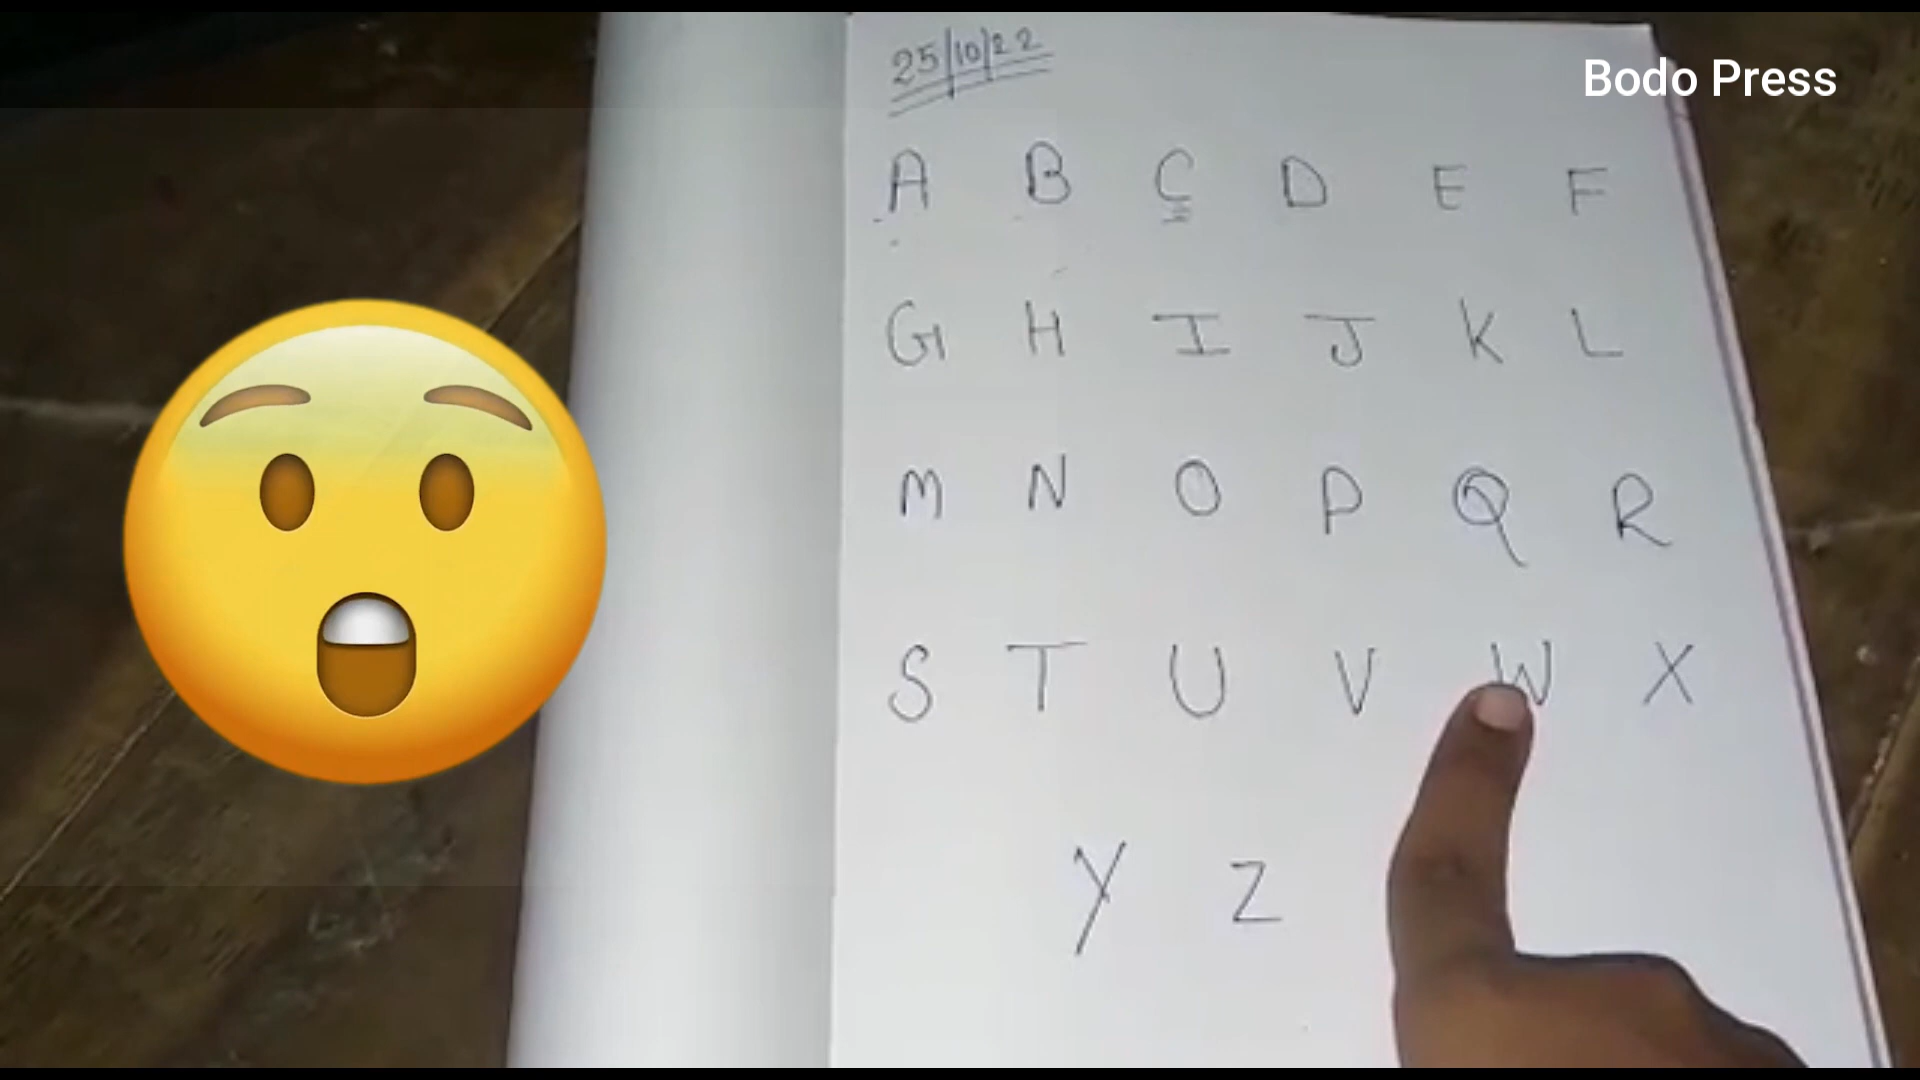 25/10/22
Bodo Press
A B C D E F
G H I J K L
M N O P Q R
S T U V W X
Y Z